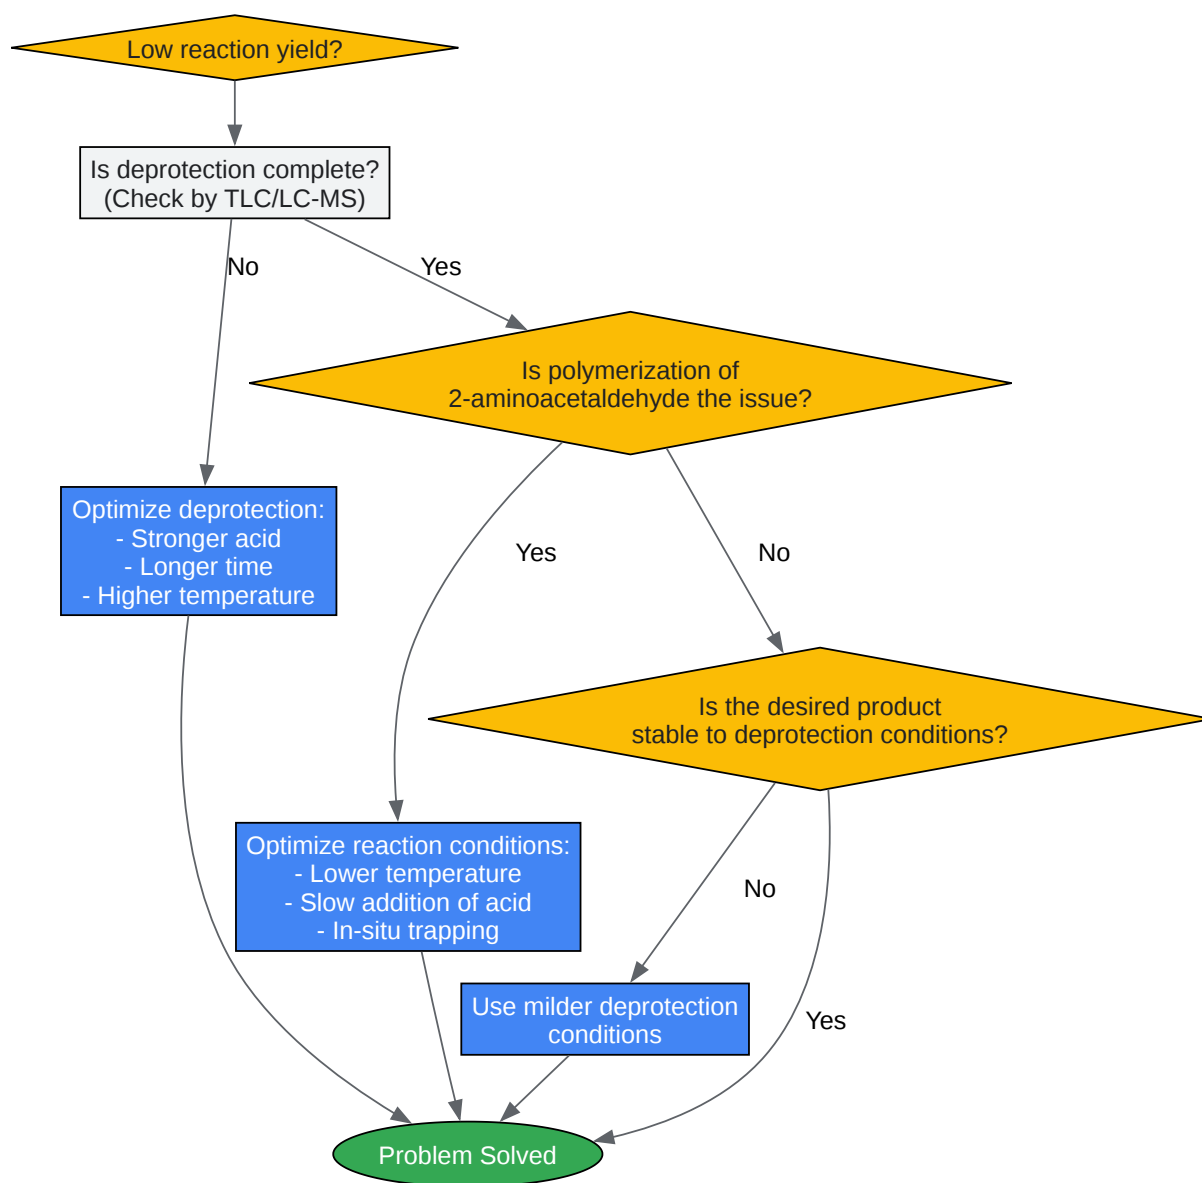 Low reaction yield?
Is deprotection complete?
(Check by TLC/LC-MS)
No
Yes
Is polymerization of
2-aminoacetaldehyde the issue?
Optimize deprotection:
- Stronger acid
- Longer time
- Higher temperature
Yes
No
Is the desired product
stable to deprotection conditions?
Optimize reaction conditions:
- Lower temperature
- Slow addition of acid
- In-situ trapping
No
Use milder deprotection
conditions
Yes
Problem Solved